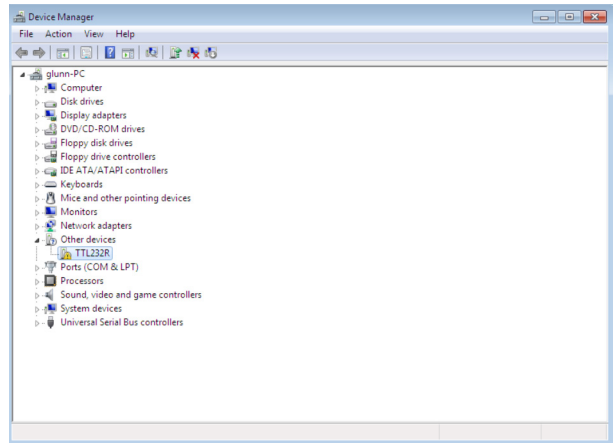 Device Manager
File Action View Help
glunn-PC
Computer
Disk drives
Display adapters
DVD/CD-ROM drives
Floppy disk drives
Floppy drive controllers
IDE ATA/ATAPI controllers
Keyboards
Mice and other pointing devices
Monitors
Network adapters
Other devices
TTL232R
Ports (COM & LPT)
Processors
Sound, video and game controllers
System devices
Universal Serial Bus controllers